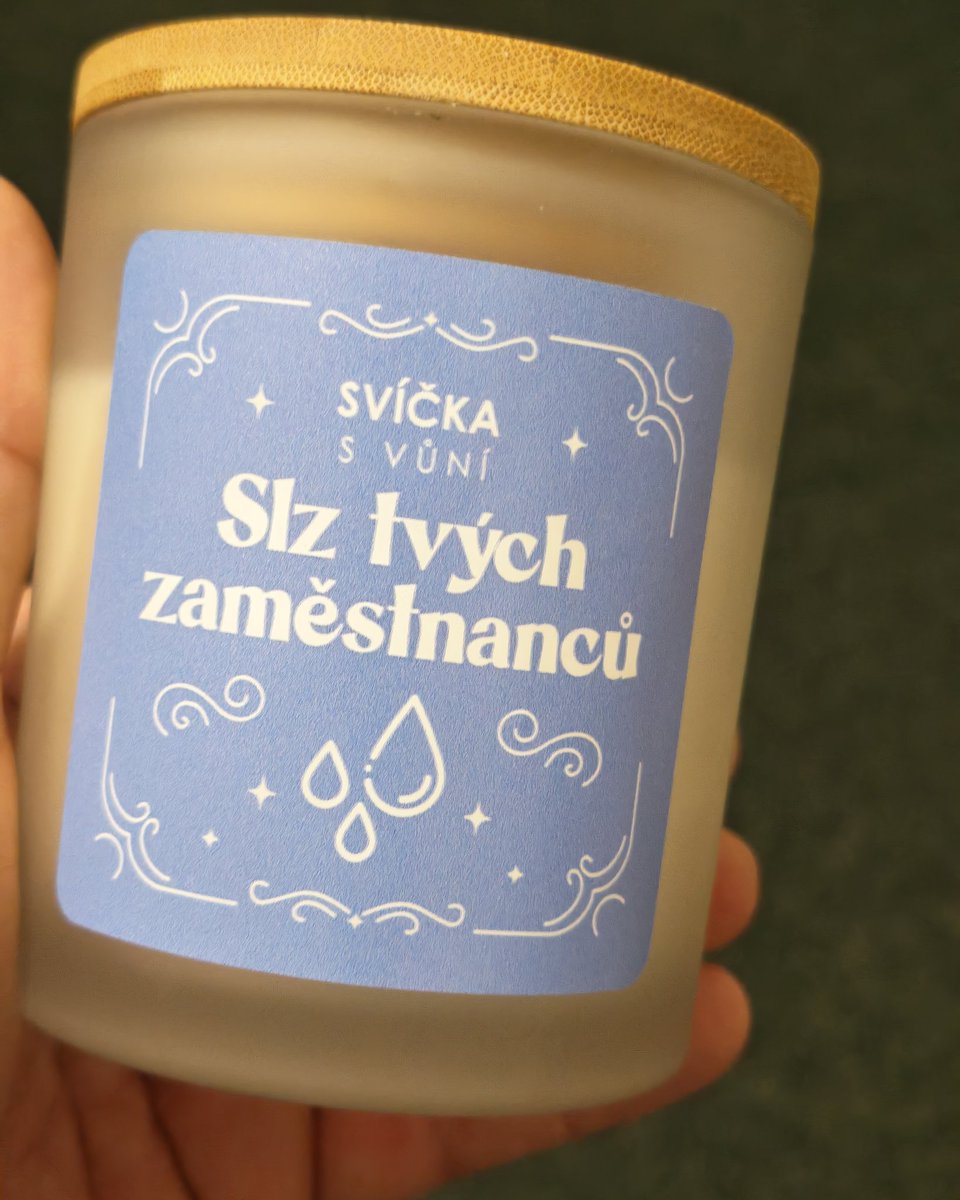 SVÍČKA
S VŮNÍ
Slz tvých
zaměstnanců